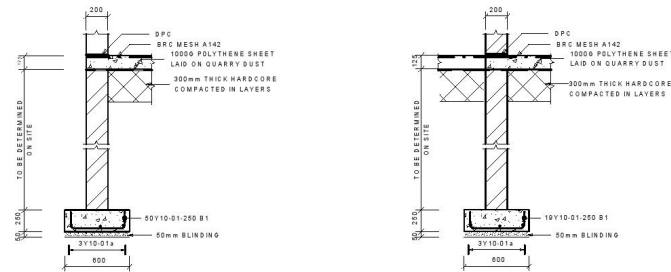 200
DPC
BRC MESH A142
1000G POLYTHENE SHEET
LAID ON QUARRY DUST
300mm THICK HARDCORE
COMPACTED IN LAYERS
TO BE DETERMINED
ON SITE
250
50
60Y10-01-250 B1
50mm BLINDING
3Y10-01a
600
200
DPC
BRC MESH A142
1000G POLYTHENE SHEET
LAID ON QUARRY DUST
125
300mm THICK HARDCORE
COMPACTED IN LAYERS
TO BE DETERMINED
ON SITE
250
50
19Y10-01-250 B1
50mm BLINDING
3Y10-01a
600